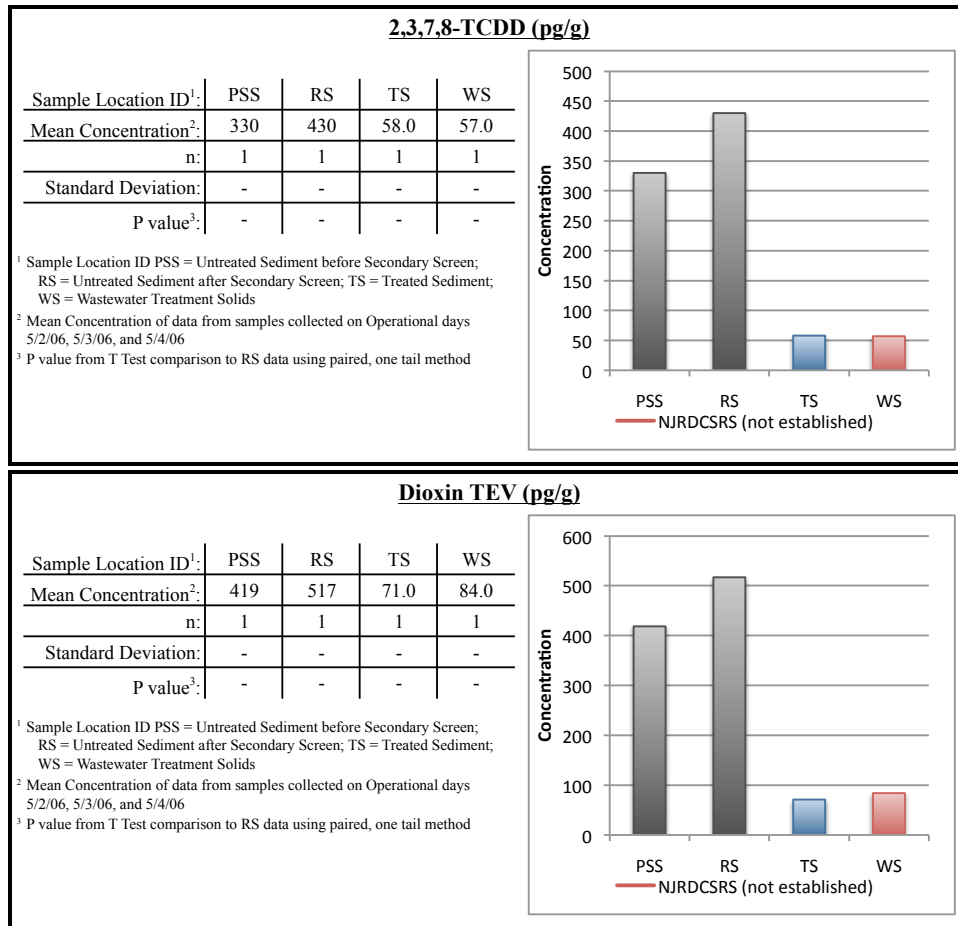 2,3,7,8-TCDD (pg/g)
Sample Location ID¹: PSS RS TS WS
Mean Concentration²: 330 430 58.0 57.0
n: 1 1 1 1
Standard Deviation: - - - -
P value³: - - - -
¹ Sample Location ID PSS = Untreated Sediment before Secondary Screen;
RS = Untreated Sediment after Secondary Screen; TS = Treated Sediment;
WS = Wastewater Treatment Solids
² Mean Concentration of data from samples collected on Operational days
5/2/06, 5/3/06, and 5/4/06
³ P value from T Test comparison to RS data using paired, one tail method
Concentration
500
450
400
350
300
250
200
150
100
50
0
PSS RS TS WS
NJRDCSRS (not established)
Dioxin TEV (pg/g)
Sample Location ID¹: PSS RS TS WS
Mean Concentration²: 419 517 71.0 84.0
n: 1 1 1 1
Standard Deviation: - - - -
P value³: - - - -
¹ Sample Location ID PSS = Untreated Sediment before Secondary Screen;
RS = Untreated Sediment after Secondary Screen; TS = Treated Sediment;
WS = Wastewater Treatment Solids
² Mean Concentration of data from samples collected on Operational days
5/2/06, 5/3/06, and 5/4/06
³ P value from T Test comparison to RS data using paired, one tail method
Concentration
600
500
400
300
200
100
0
PSS RS TS WS
NJRDCSRS (not established)